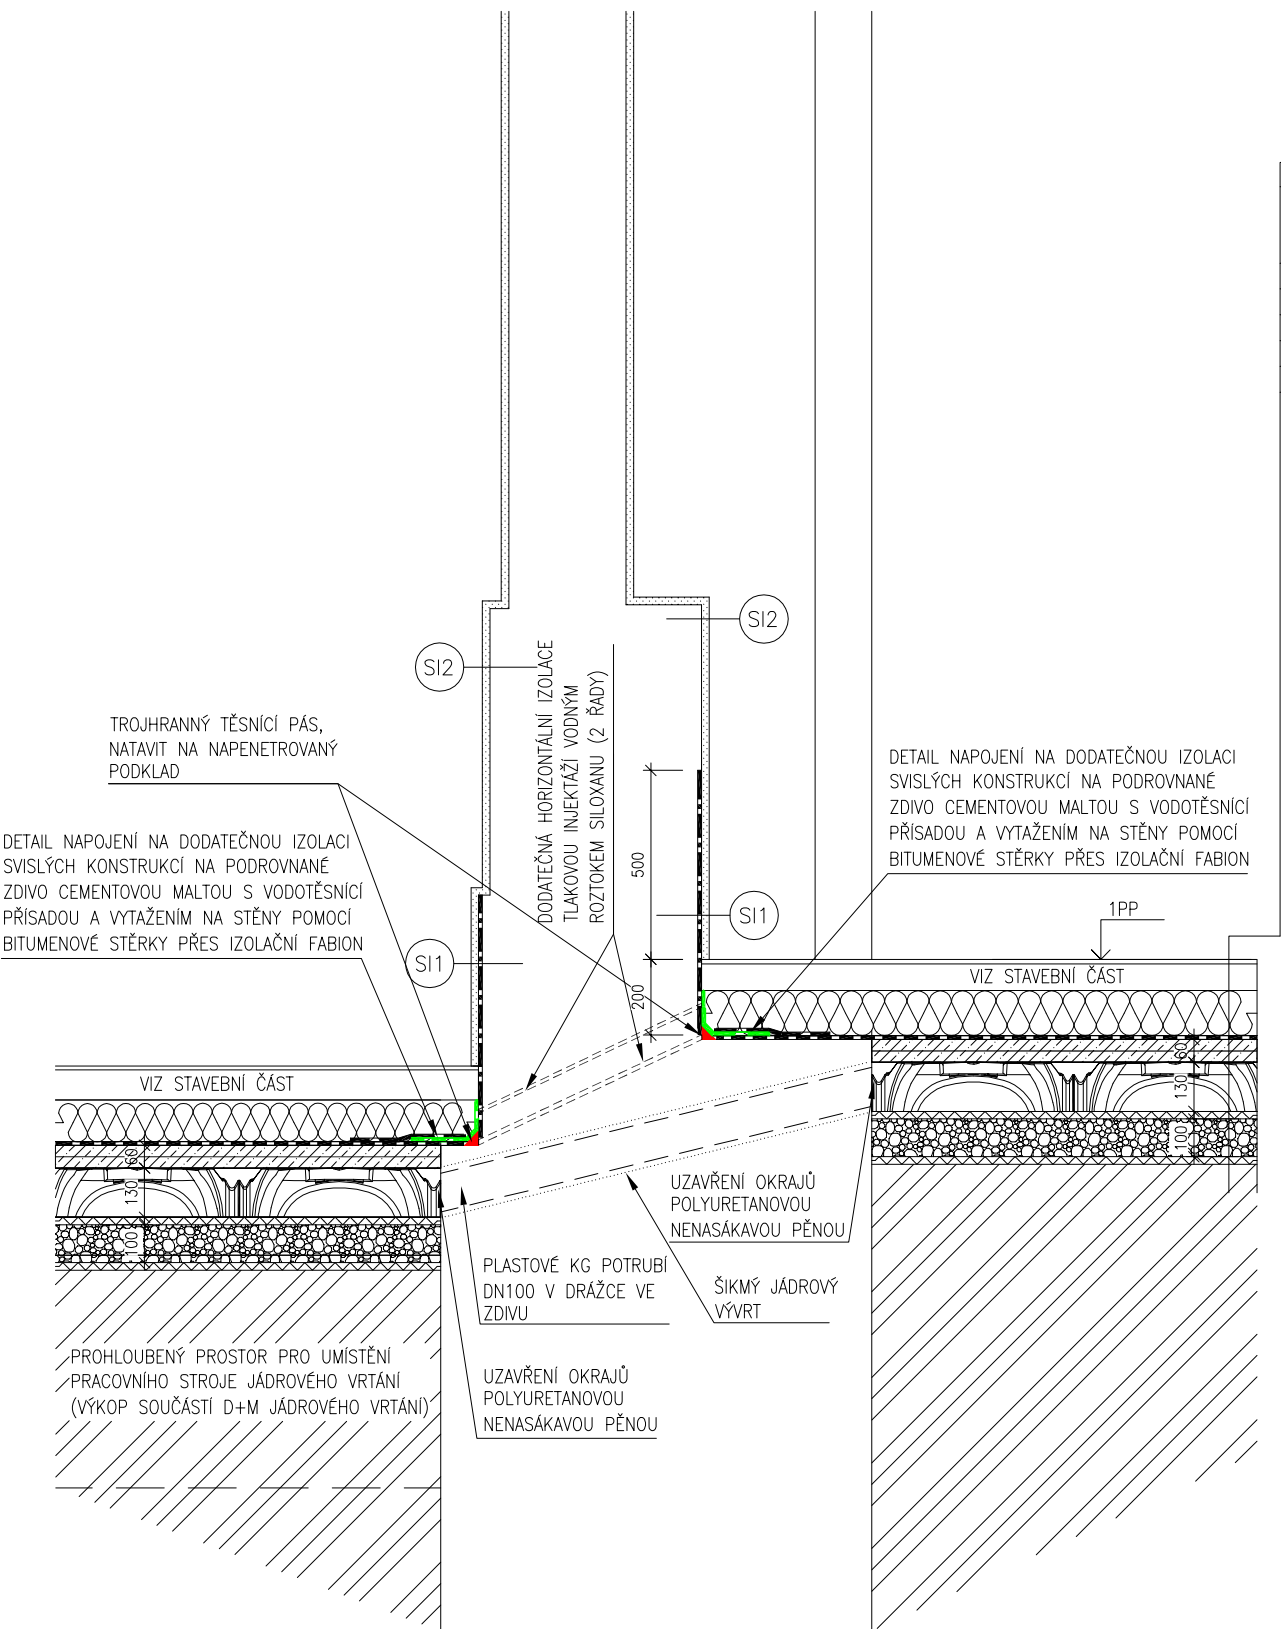 SI2
SI2
DODATEČNÁ HORIZONTÁLNÍ IZOLACE
TLAKOVOU INJEKTÁŽÍ VODNÝM
ROZTOKEM SILOXANU (2 ŘADY)
TROJHRANNÝ TĚSNÍCÍ PÁS,
NATAVIT NA NAPENETROVANÝ
PODKLAD
DETAIL NAPOJENÍ NA DODATEČNOU IZOLACI
SVISLÝCH KONSTRUKCÍ NA PODROVNANÉ
ZDIVO CEMENTOVOU MALTOU S VODOTĚSNÍCÍ
PŘÍSADOU A VYTAŽENÍM NA STĚNY POMOCÍ
BITUMENOVÉ STĚRKY PŘES IZOLAČNÍ FABION
DETAIL NAPOJENÍ NA DODATEČNOU IZOLACI
SVISLÝCH KONSTRUKCÍ NA PODROVNANÉ
ZDIVO CEMENTOVOU MALTOU S VODOTĚSNÍCÍ
PŘÍSADOU A VYTAŽENÍM NA STĚNY POMOCÍ
BITUMENOVÉ STĚRKY PŘES IZOLAČNÍ FABION
500
200
SI1
SI1
1PP
VIZ STAVEBNÍ ČÁST
60
130
100
VIZ STAVEBNÍ ČÁST
60
130
100
UZAVŘENÍ OKRAJŮ
POLYURETANOVOU
NENASÁKAVOU PĚNOU
PLASTOVÉ KG POTRUBÍ
DN100 V DRÁŽCE VE
ZDIVU
ŠIKMÝ JÁDROVÝ
VÝVRT
PROHLOUBENÝ PROSTOR PRO UMÍSTĚNÍ
PRACOVNÍHO STROJE JÁDROVÉHO VRTÁNÍ
(VÝKOP SOUČÁSTÍ D+M JÁDROVÉHO VRTÁNÍ)
UZAVŘENÍ OKRAJŮ
POLYURETANOVOU
NENASÁKAVOU PĚNOU